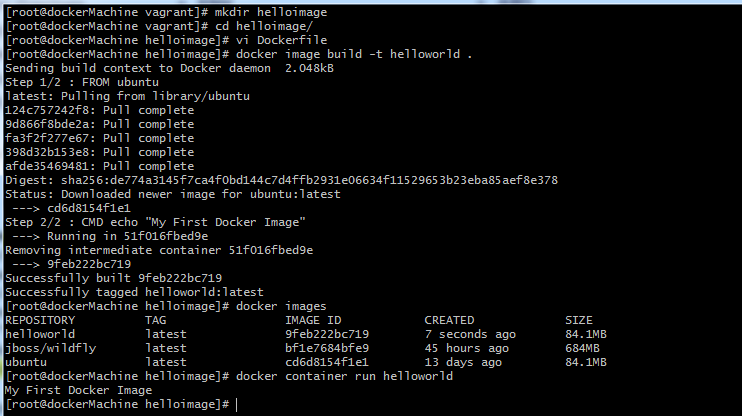 [root@dockerMachine vagrant]# mkdir helloimage
[root@dockerMachine vagrant]# cd helloimage/
[root@dockerMachine helloimage]# vi Dockerfile
[root@dockerMachine helloimage]# docker image build -t helloworld .
Sending build context to Docker daemon  2.048kB
Step 1/2 : FROM ubuntu
latest: Pulling from library/ubuntu
124c757242f8: Pull complete
9d866f8bde2a: Pull complete
fa3f2f277e67: Pull complete
398d32b153e8: Pull complete
afde35469481: Pull complete
Digest: sha256:de774a3145f7ca4f0bd144c7d4ffb2931e06634f11529653b23eba85aef8e378
Status: Downloaded newer image for ubuntu:latest
 ---> cd6d8154f1e1
Step 2/2 : CMD echo "My First Docker Image"
 ---> Running in 51f016fbed9e
Removing intermediate container 51f016fbed9e
 ---> 9feb222bc719
Successfully built 9feb222bc719
Successfully tagged helloworld:latest
[root@dockerMachine helloimage]# docker images
REPOSITORY          TAG                 IMAGE ID            CREATED             SIZE
helloworld          latest              9feb222bc719        7 seconds ago       84.1MB
jboss/wildfly       latest              bf1e7684bfe9        45 hours ago        684MB
ubuntu              latest              cd6d8154f1e1        13 days ago         84.1MB
[root@dockerMachine helloimage]# docker container run helloworld
My First Docker Image
[root@dockerMachine helloimage]#